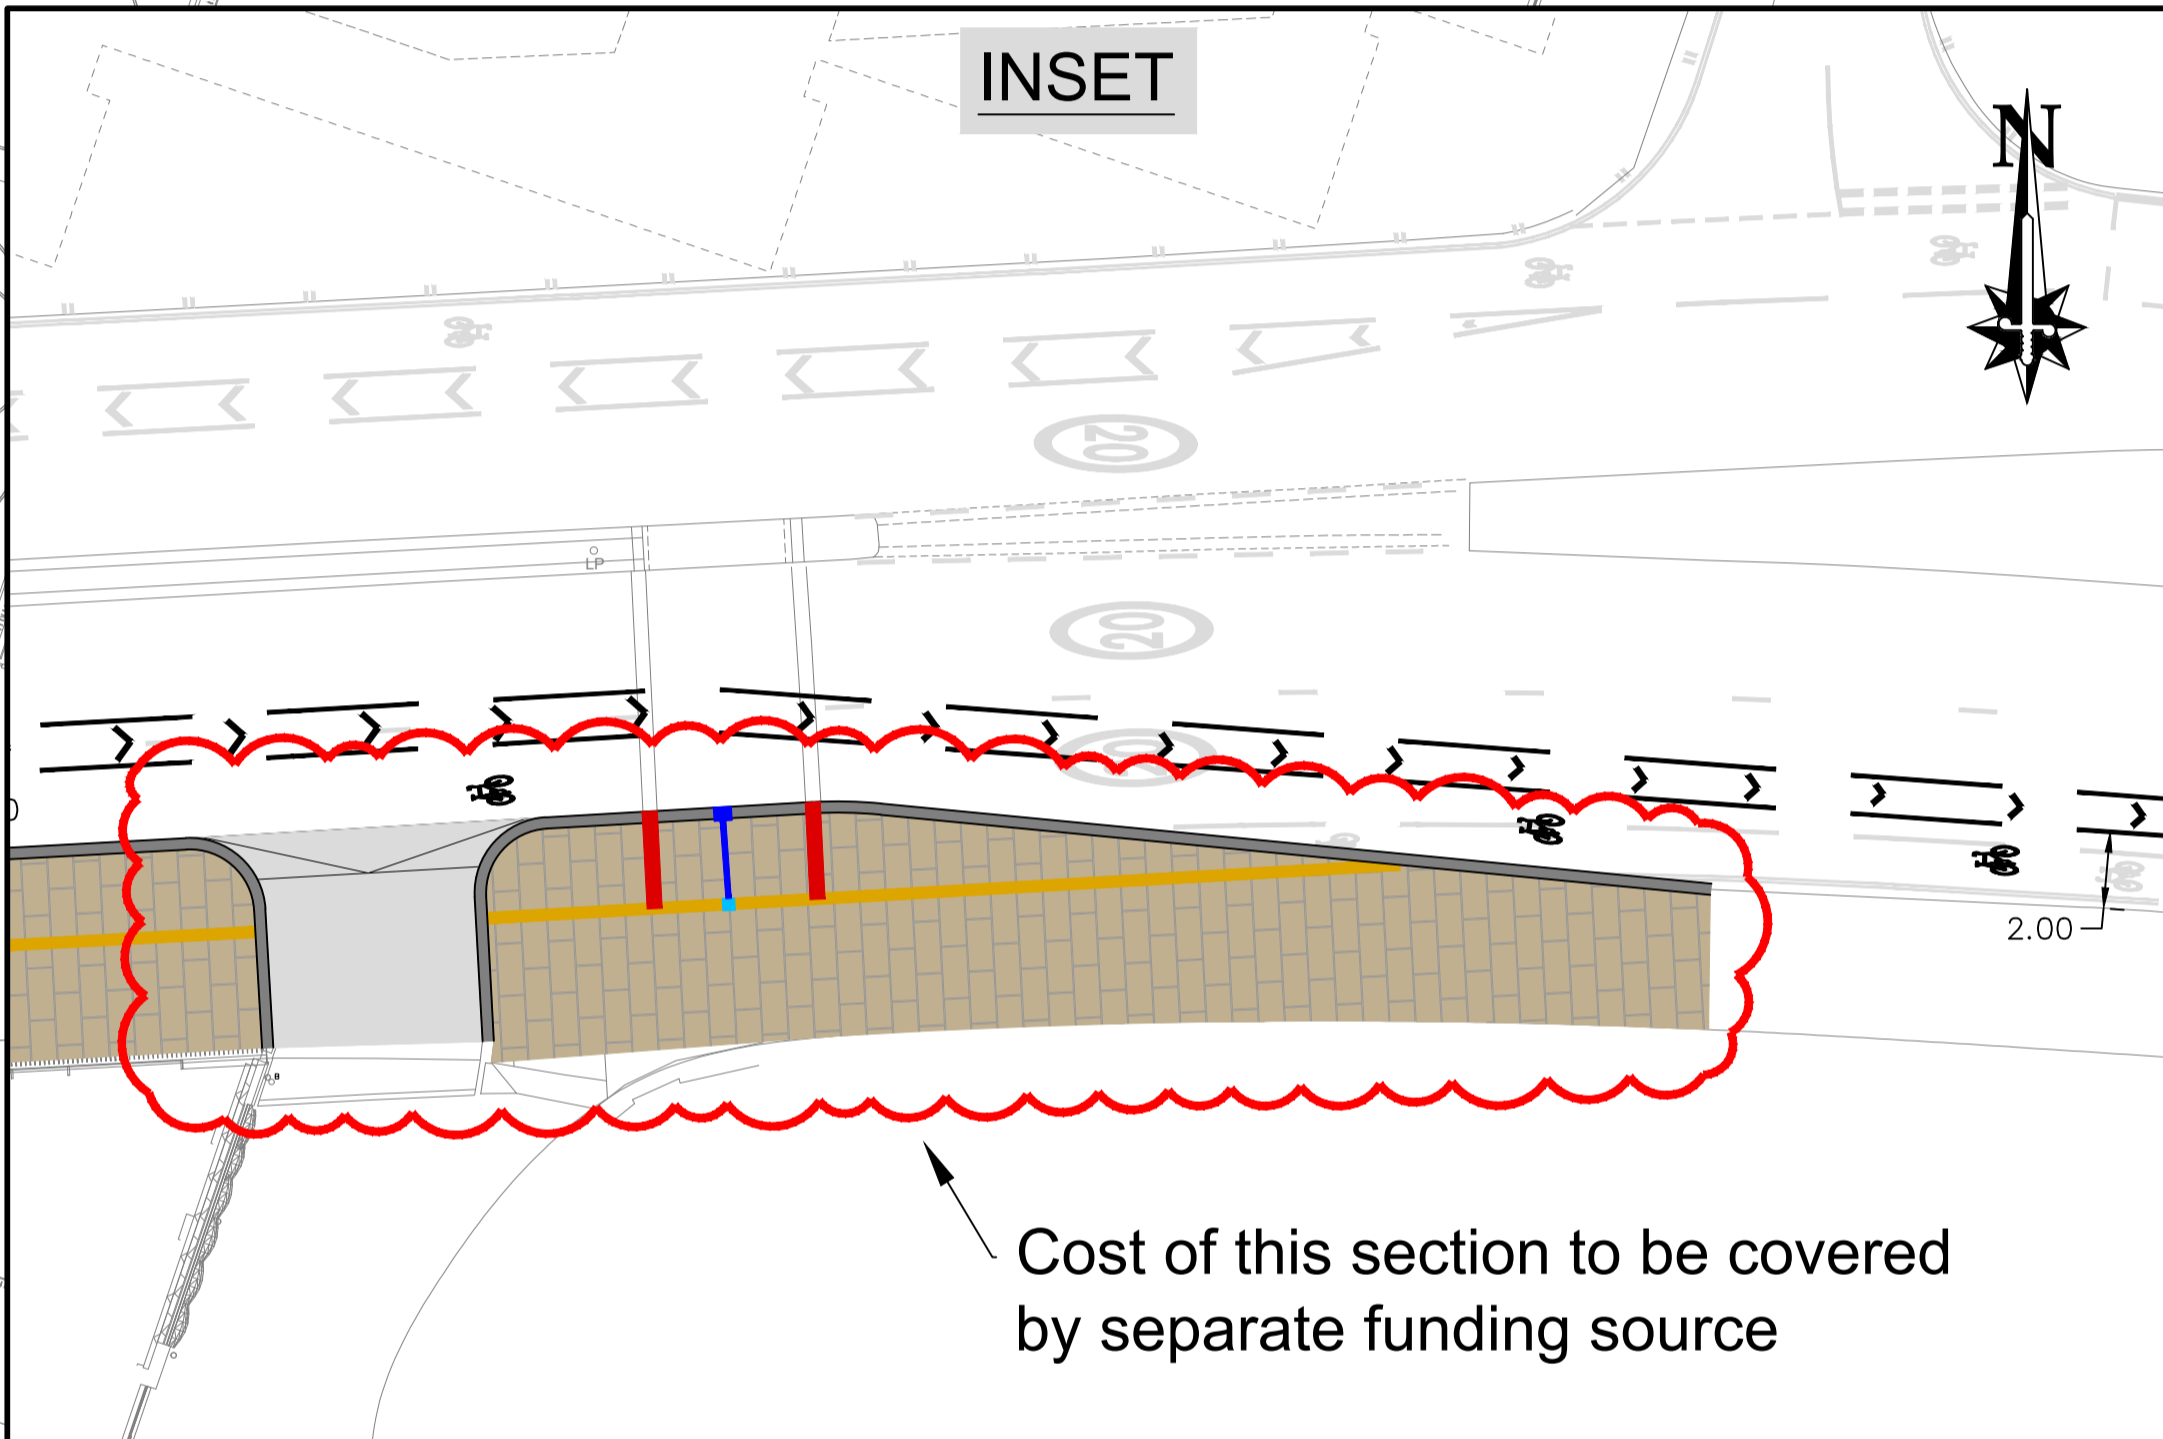 INSET
N
20
LP
20
2.00
Cost of this section to be covered
by separate funding source